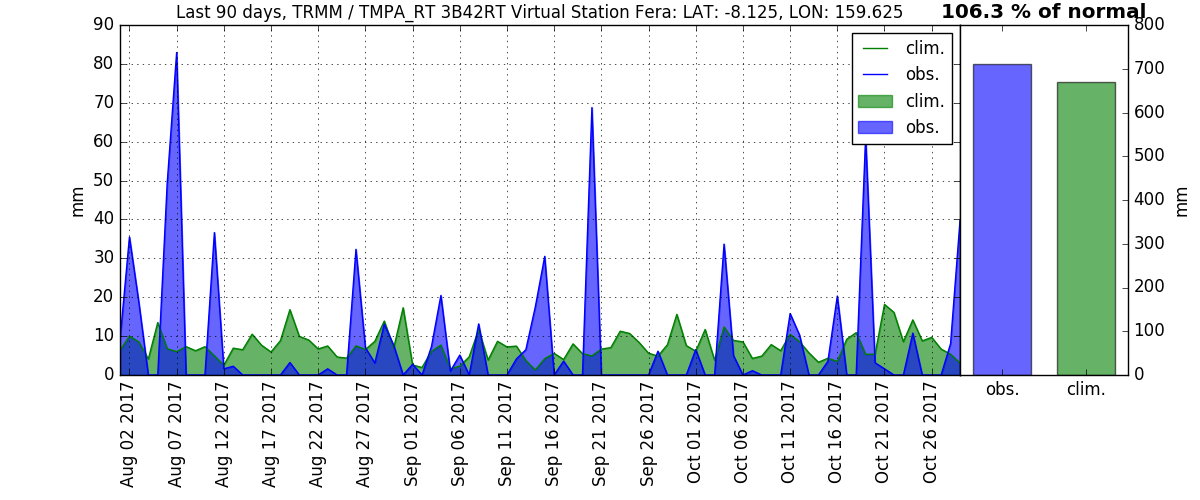 Last 90 days, TRMM / TMPA_RT 3B42RT Virtual Station Fera: LAT: -8.125, LON: 159.625
106.3 % of normal
90
80
70
60
50
40
30
20
10
0
mm
clim.
obs.
clim.
obs.
800
700
600
500
400
300
200
100
0
mm
Aug 02 2017
Aug 07 2017
Aug 12 2017
Aug 17 2017
Aug 22 2017
Aug 27 2017
Sep 01 2017
Sep 06 2017
Sep 11 2017
Sep 16 2017
Sep 21 2017
Sep 26 2017
Oct 01 2017
Oct 06 2017
Oct 11 2017
Oct 16 2017
Oct 21 2017
Oct 26 2017
obs.
clim.